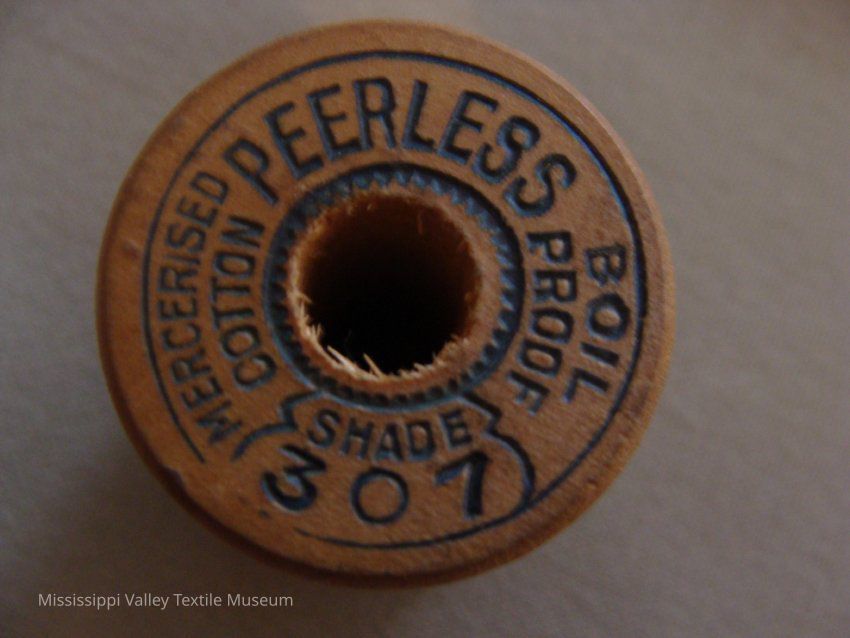 PEERLESS
MERCERISED
COTTON
BOIL
PROOF
SHADE
307
Mississippi Valley Textile Museum